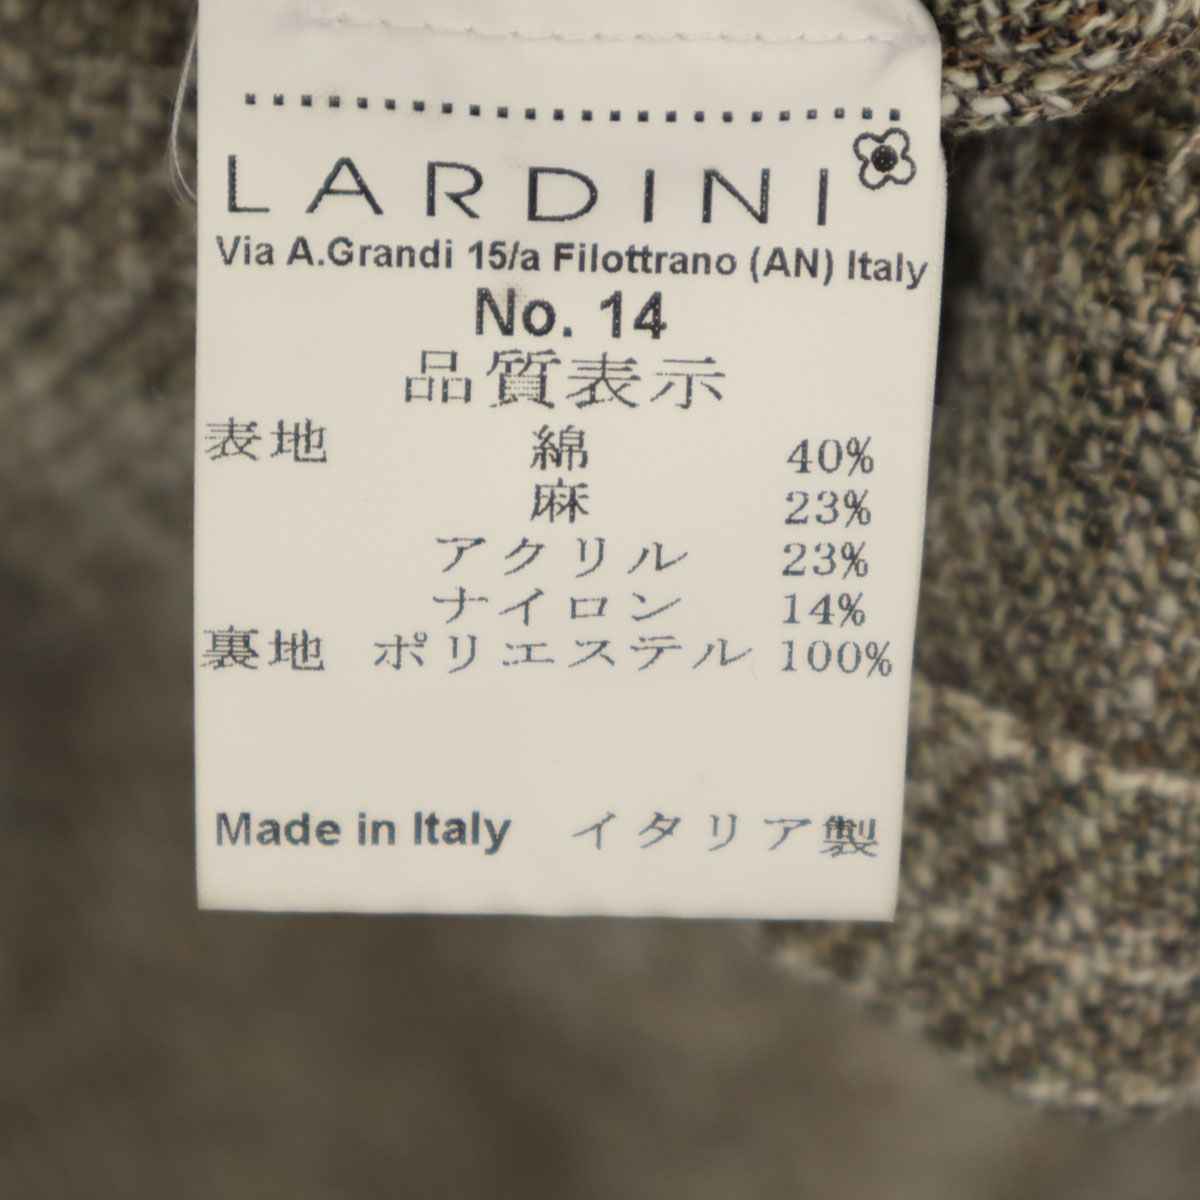 LARDINI
Via A.Grandi 15/a Filottrano (AN) Italy
No. 14
品質表示
表地 綿 40%
麻 23%
アクリル 23%
ナイロン 14%
裏地 ポリエステル 100%
Made in Italy イタリア製